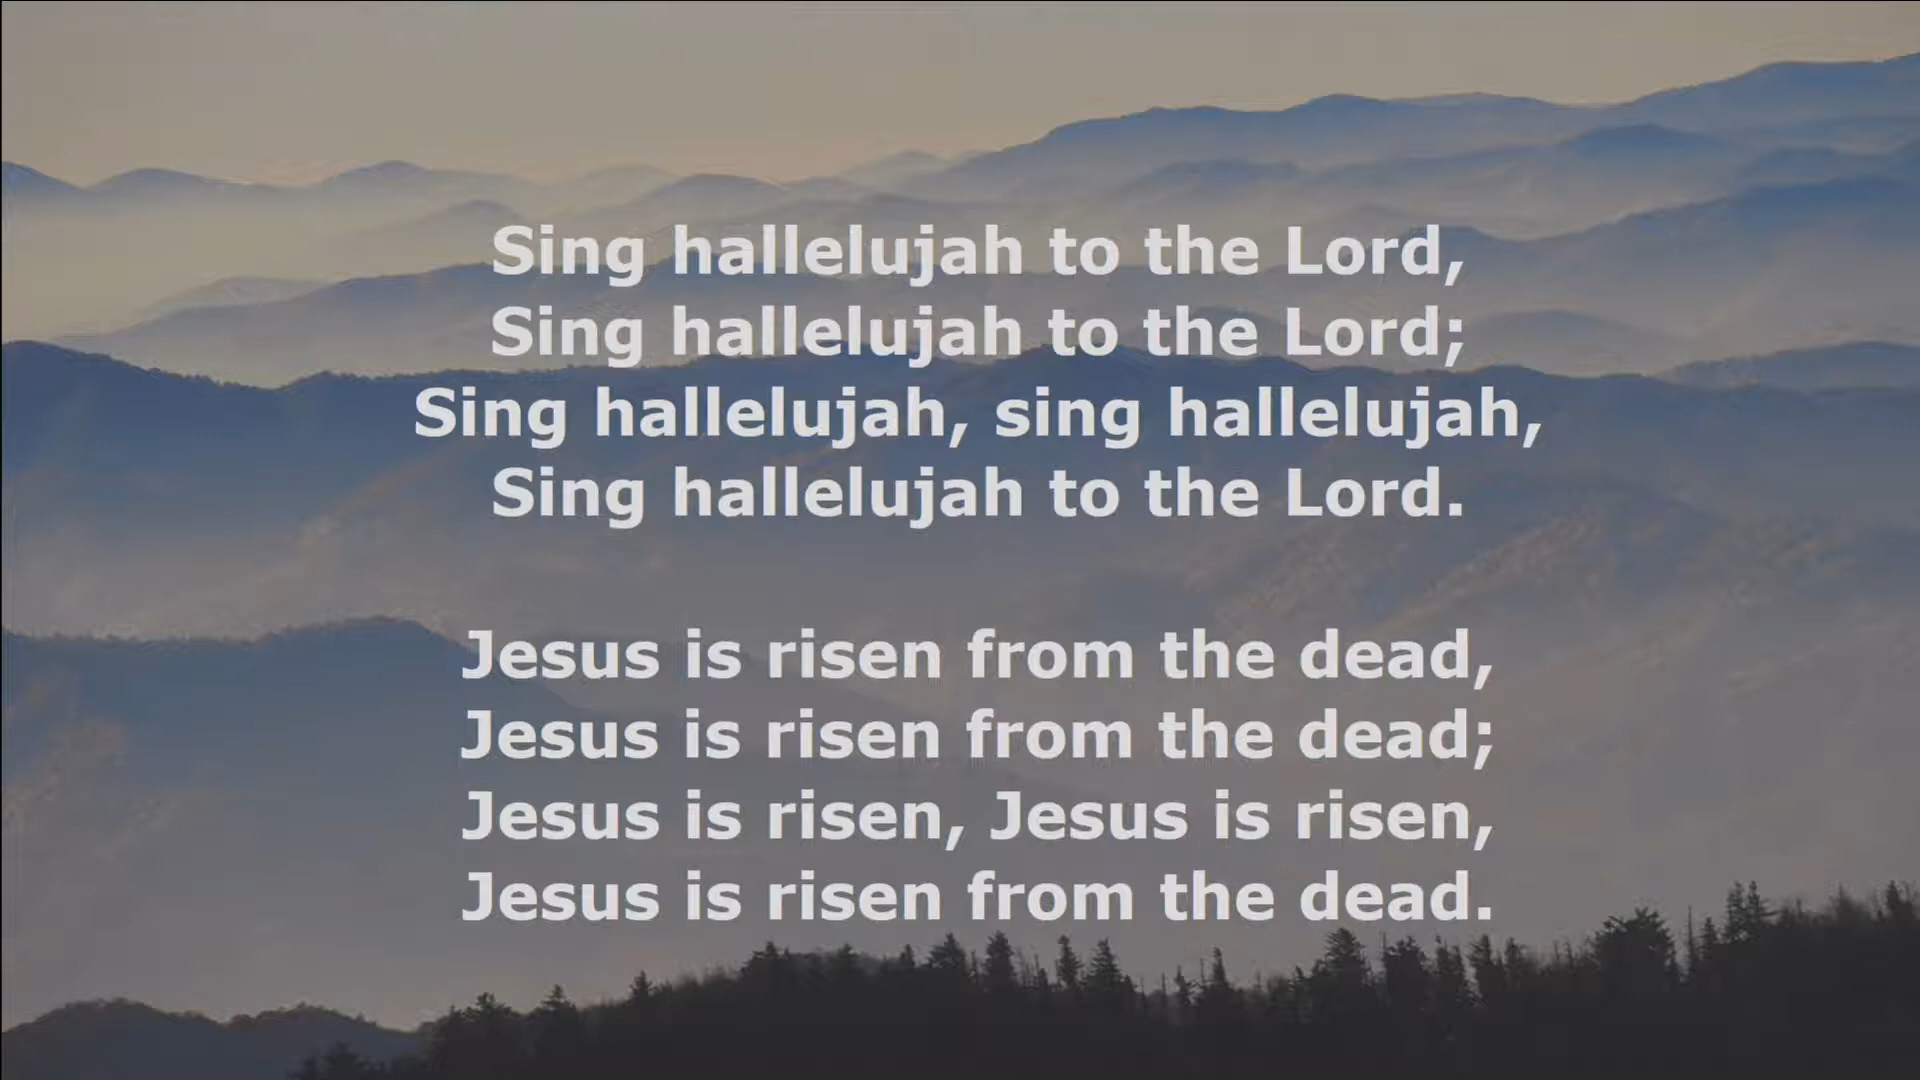 Sing hallelujah to the Lord,
Sing hallelujah to the Lord;
Sing hallelujah, sing hallelujah,
Sing hallelujah to the Lord.
Jesus is risen from the dead,
Jesus is risen from the dead;
Jesus is risen, Jesus is risen,
Jesus is risen from the dead.